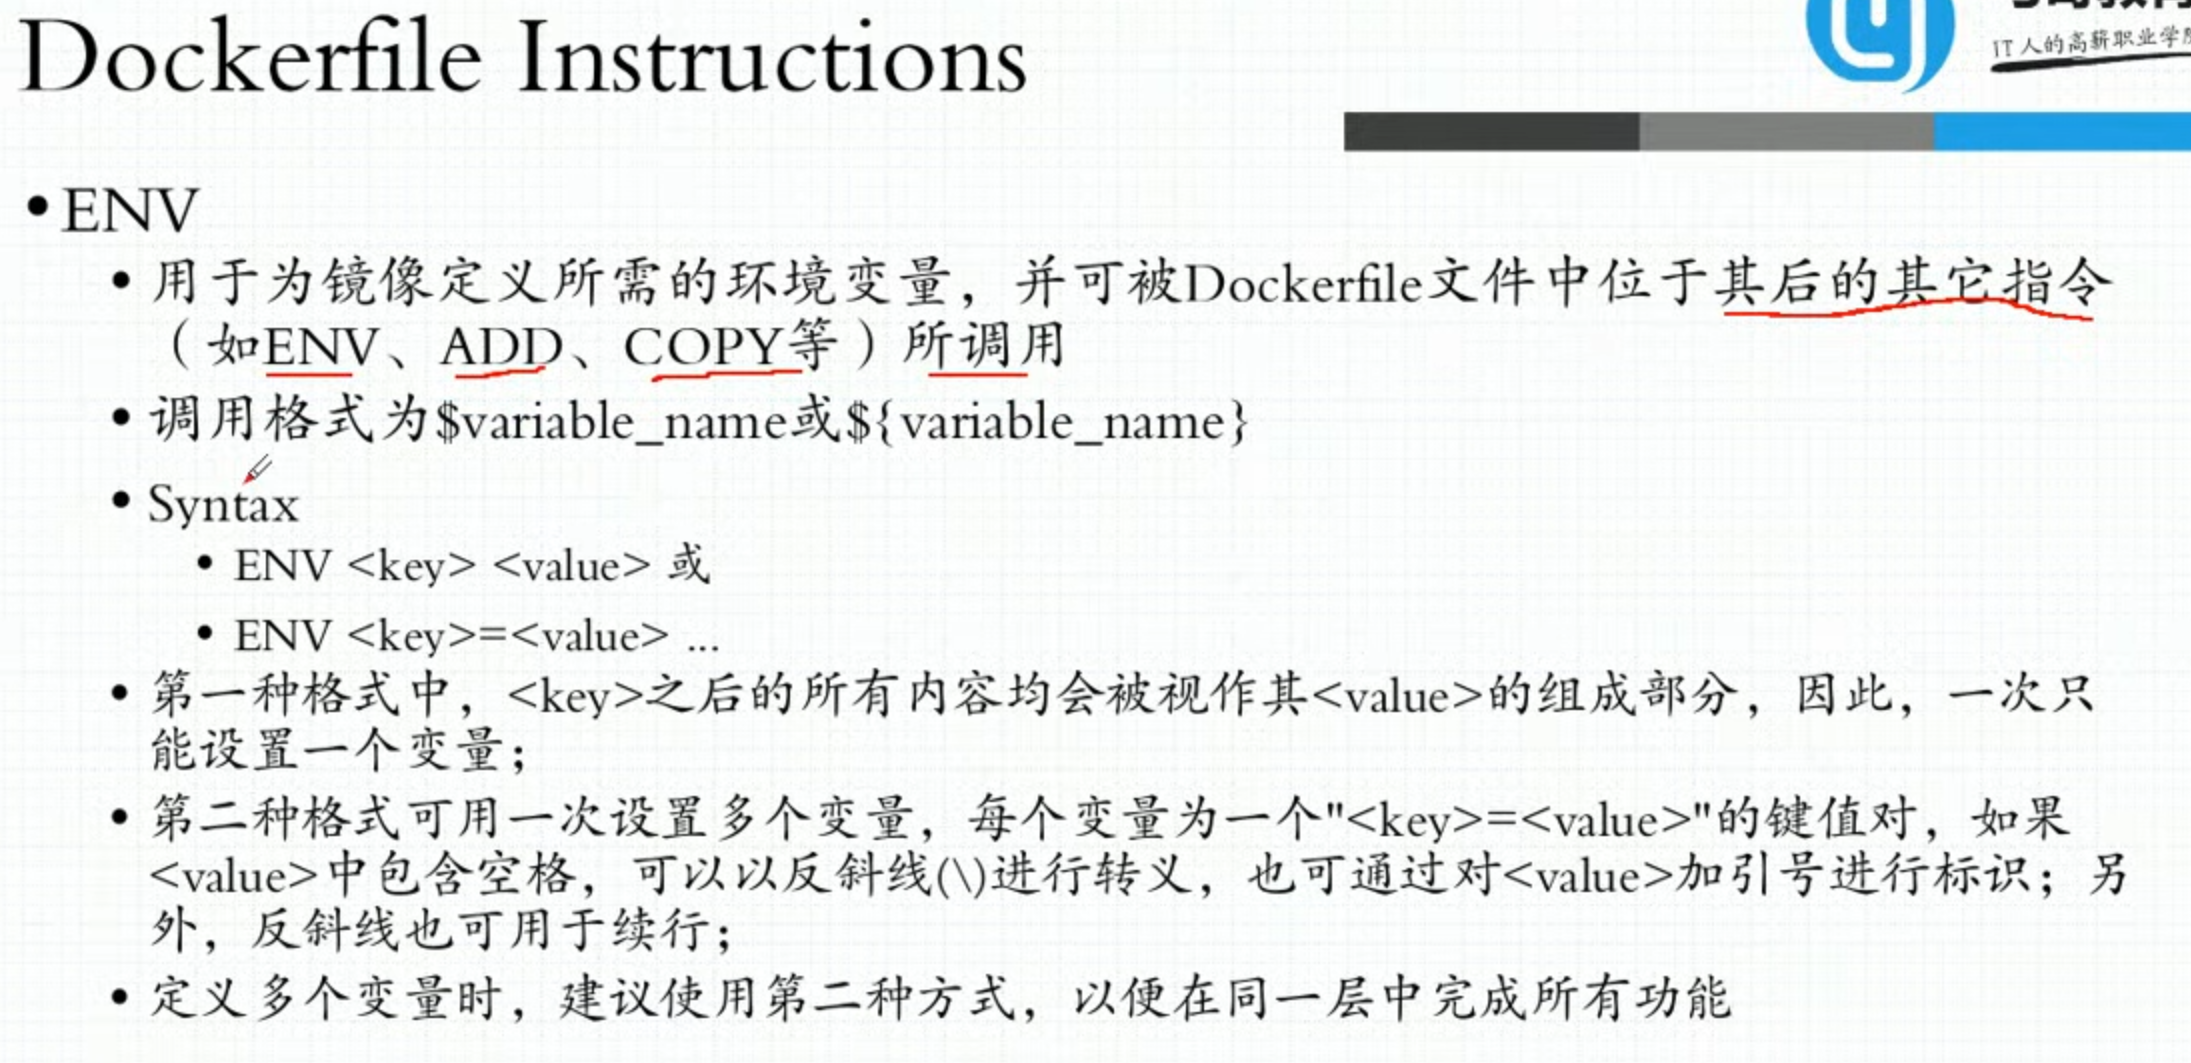 Dockerfile Instructions
IT人的高薪职业学
• ENV
• 用于为镜像定义所需的环境变量，并可被Dockerfile文件中位于其后的其它指令
（如ENV、ADD、COPY等）所调用
• 调用格式为$variable_name或${variable_name}
• Syntax
• ENV <key> <value> 或
• ENV <key>=<value> ...
• 第一种格式中，<key>之后的所有内容均会被视作其<value>的组成部分，因此，一次只
能设置一个变量；
• 第二种格式可用一次设置多个变量，每个变量为一个"<key>=<value>"的键值对，如果
<value>中包含空格，可以以反斜线(\)进行转义，也可通过对<value>加引号进行标识；另
外，反斜线也可用于续行；
• 定义多个变量时，建议使用第二种方式，以便在同一层中完成所有功能